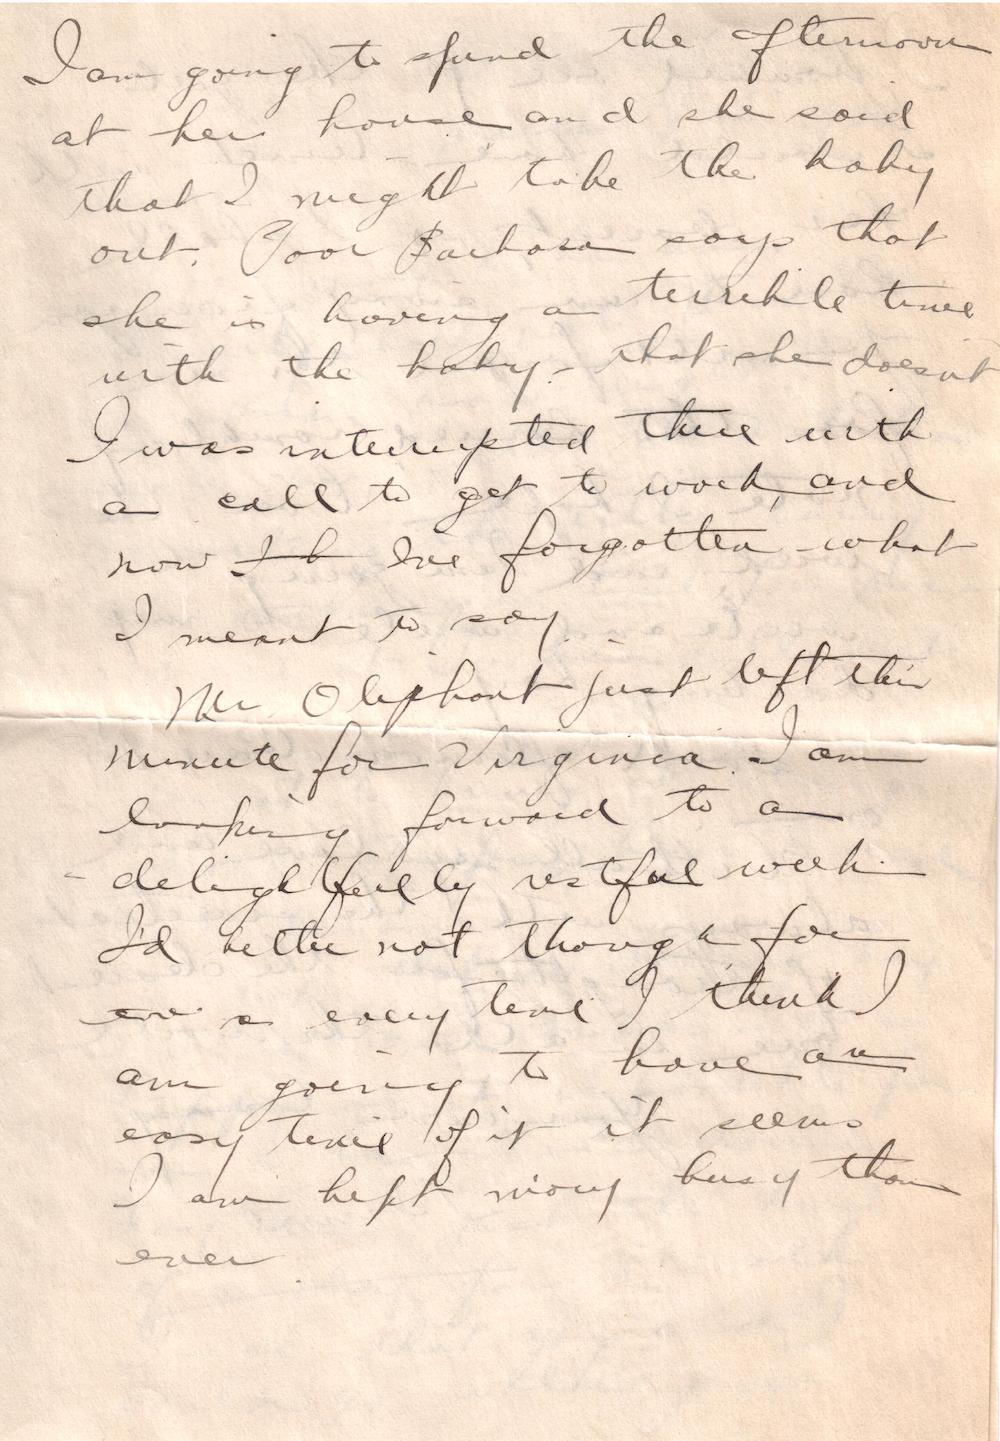 I am going to spend the afternoon
at her house and she said
that I might take the baby
out. Poor Barbara says that
she is having a terrible time
with the baby - that she doesn't
I was interrupted there with
a call to get to work, and
now I h I've forgotten what
I meant to say.
Mr. Oliphant just left this
minute for Virginia. I am
looking forward to a
delightfully restful week
I'd better not though for
every time I think I
am going to have an
easy time of it it seems
I am kept more busy than
ever.